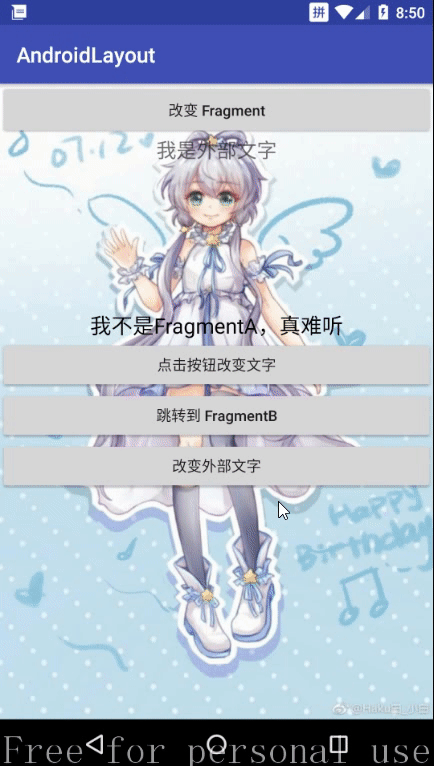 拼 8:50
AndroidLayout
改变 Fragment
07.12
我是外部文字
我不是FragmentA，真难听
点击按钮改变文字
跳转到 FragmentB
改变外部文字
Happy
Birthday
Free for personal use